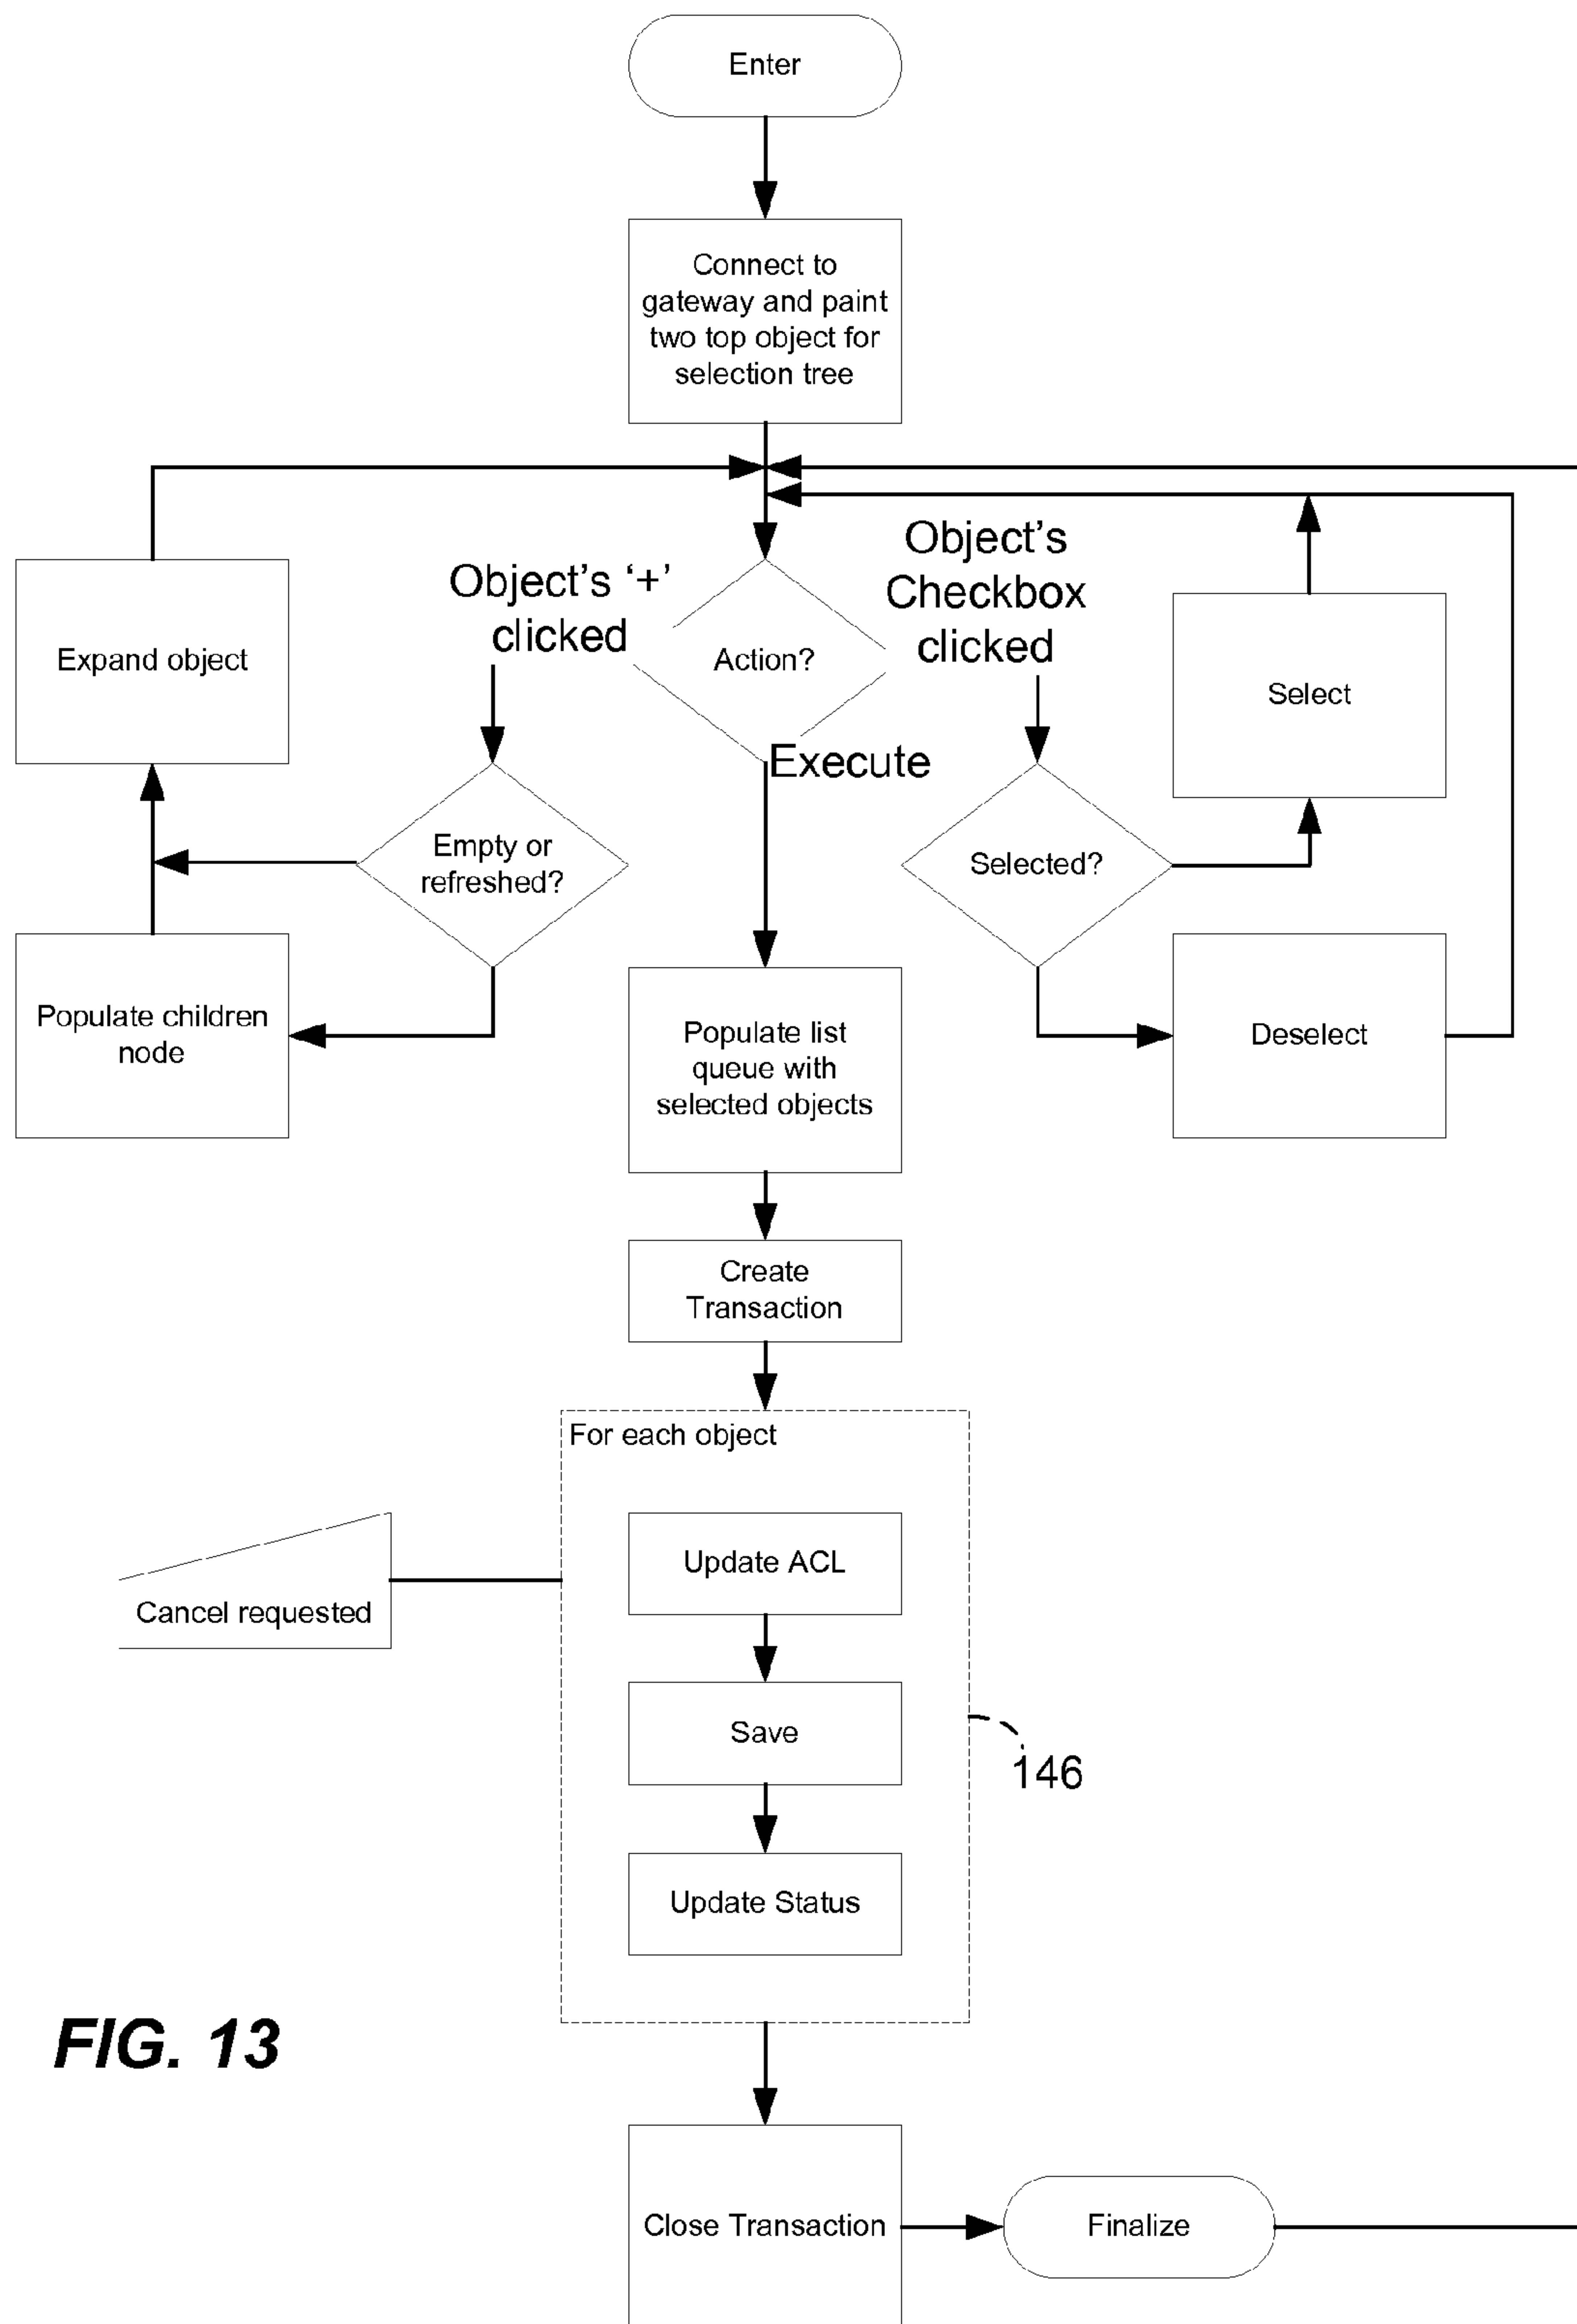 Enter
Connect to
gateway and paint
two top object for
selection tree
Object's '+'
clicked
Object's
Checkbox
clicked
Expand object
Action?
Select
Execute
Empty or
refreshed?
Selected?
Populate children
node
Populate list
queue with
selected objects
Deselect
Create
Transaction
For each object
Update ACL
Cancel requested
Save
146
Update Status
FIG. 13
Close Transaction
Finalize